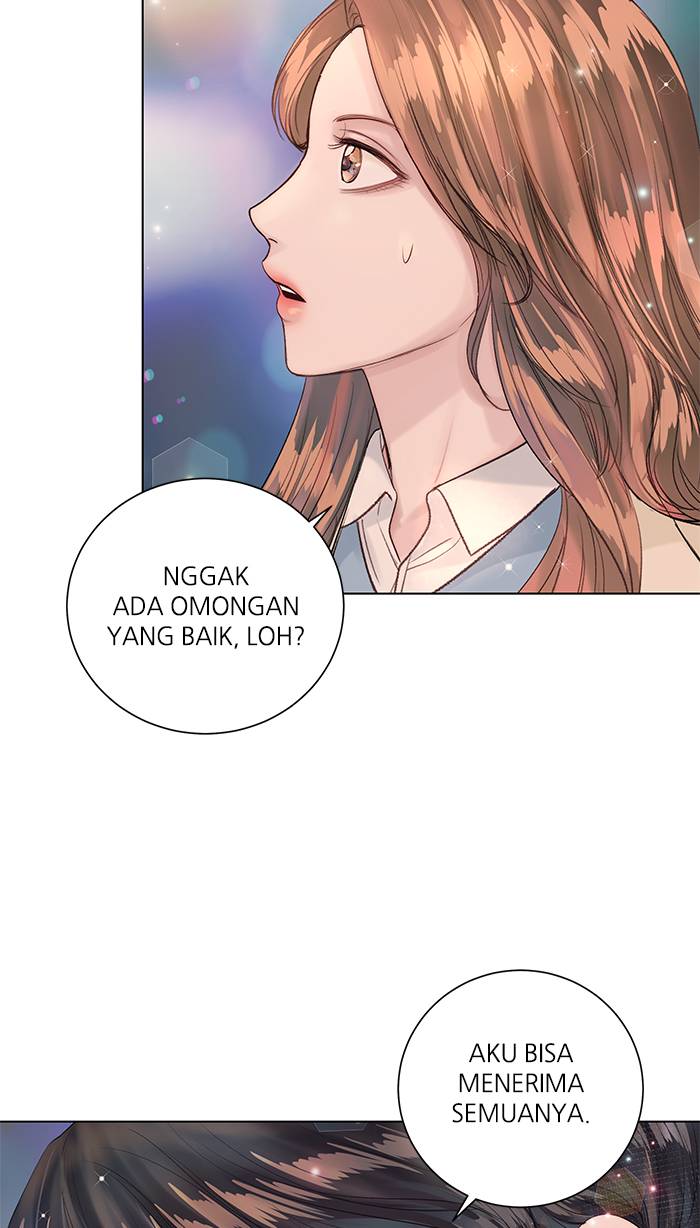 NGGAK
ADA OMONGAN
YANG BAIK, LOH?
AKU BISA
MENERIMA
SEMUANYA.